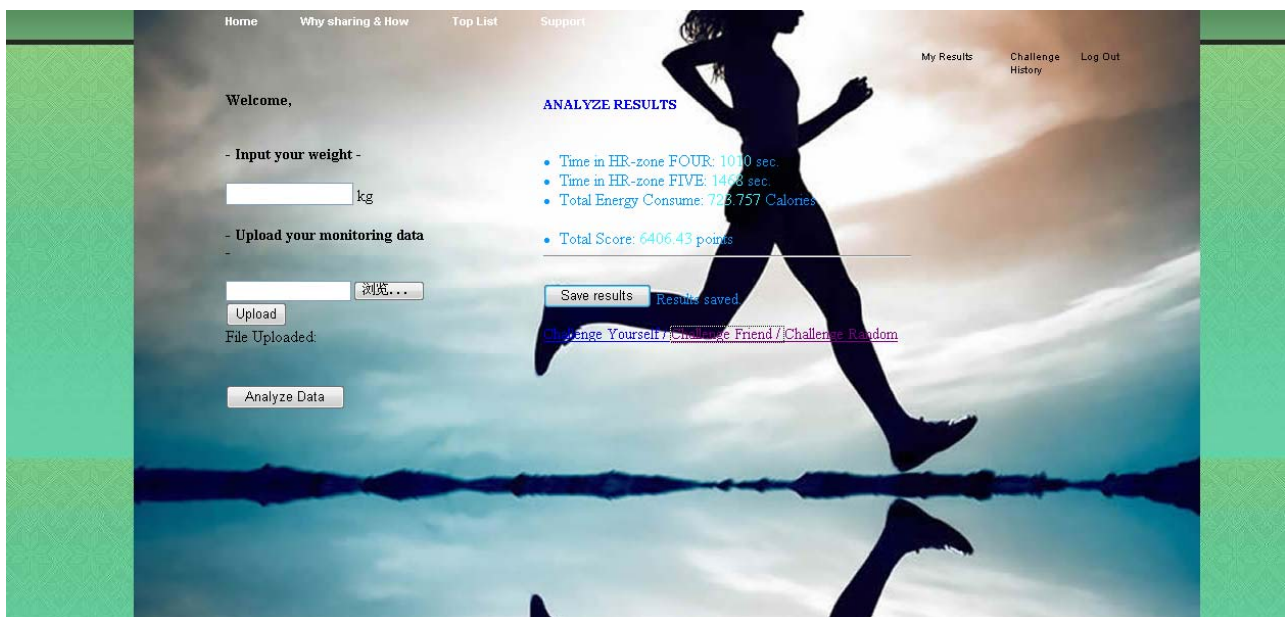 Home Why sharing & How Top List Support
My Results Challenge History Log Out
Welcome,
- Input your weight -
kg
- Upload your monitoring data
-
浏览...
Upload
File Uploaded:
Analyze Data
ANALYZE RESULTS
• Time in HR-zone FOUR: 1010 sec.
• Time in HR-zone FIVE: 1468 sec.
• Total Energy Consume: 723.757 Calories
• Total Score: 6406.43 points
Save results Results saved.
Challenge Yourself / Challenge Friend / Challenge Random